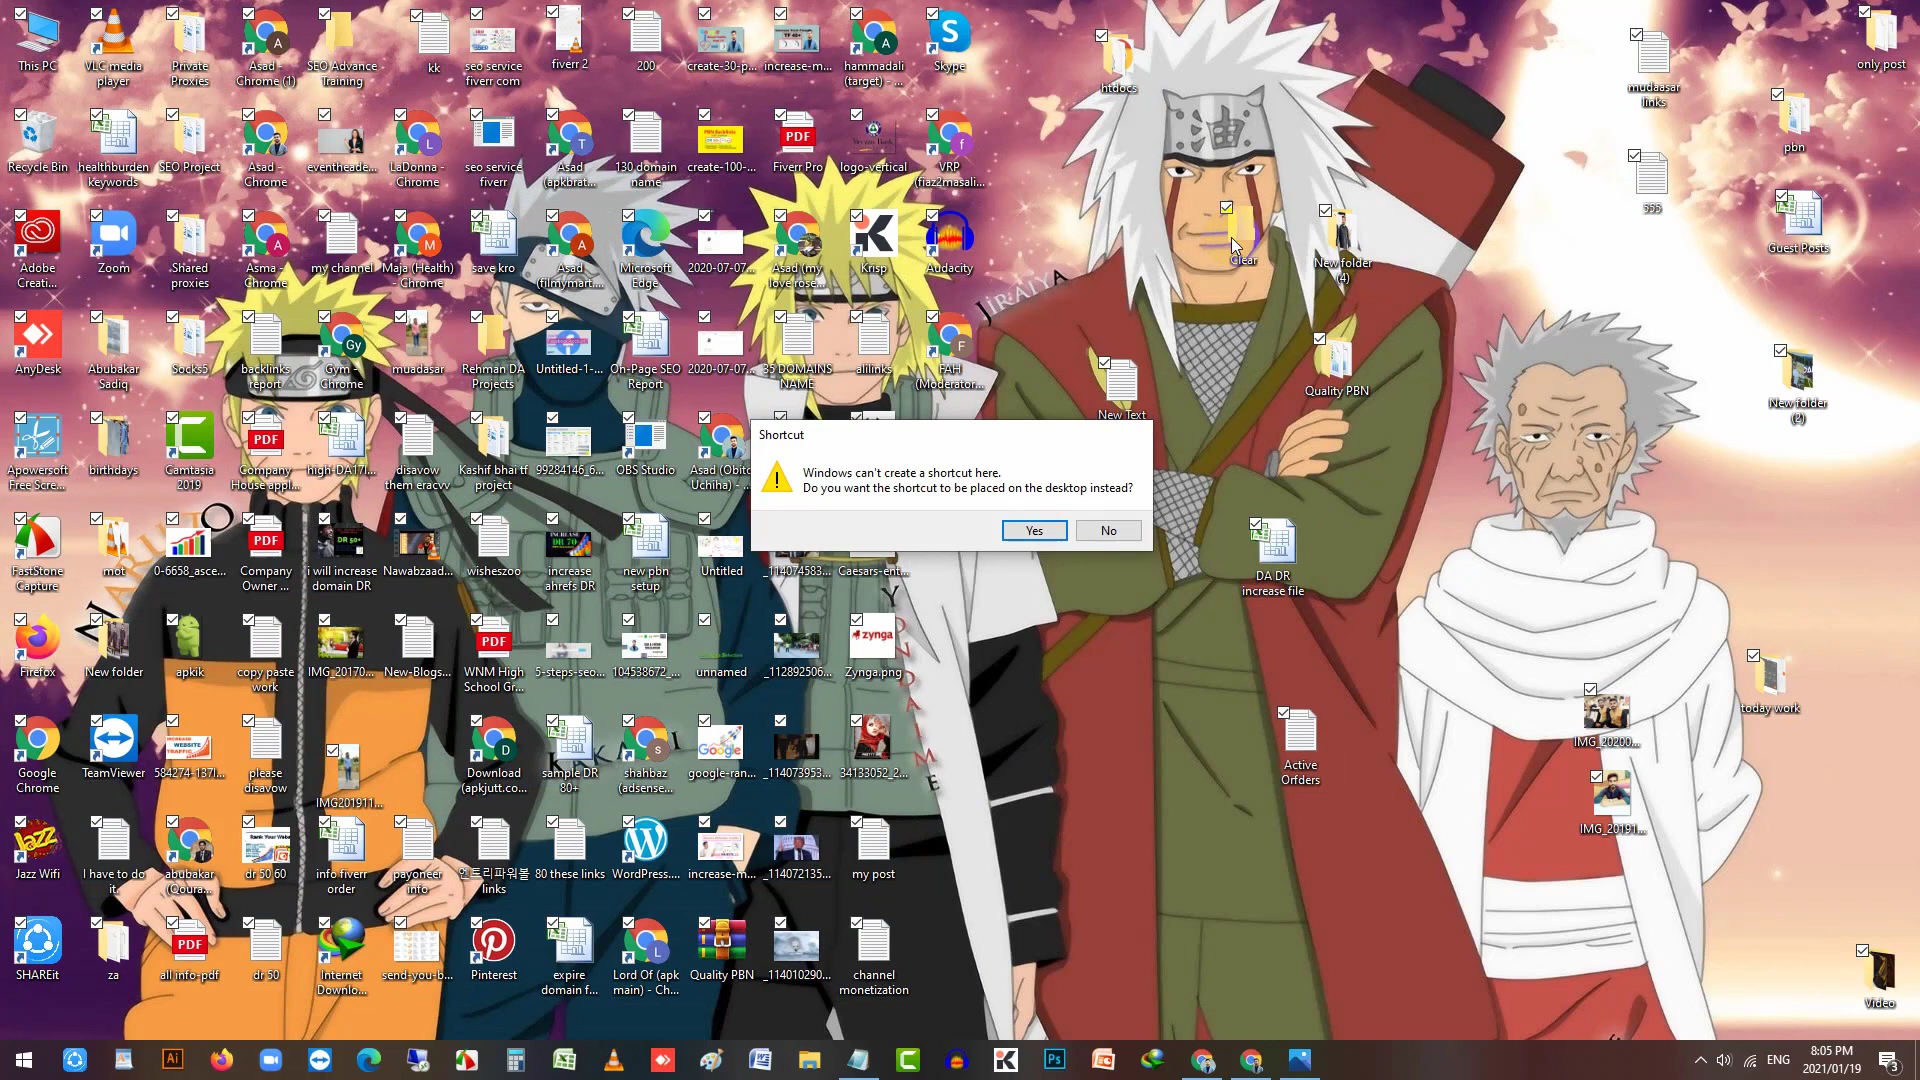 This PC
VLC media
player
Private
Proxies
Asad -
Chrome (1)
SEO Advance
Training
kk
seo service
fiverr com
fiverr 2
200
create-30-p...
increase-m...
hammadali
(target) - ...
Skype
htdocs
mudaasar
links
only post
Recycle Bin
healthburden
keywords
SEO Project
Asad -
Chrome
eventheade...
LaDonna -
Chrome
seo service
fiverr
Asad
(apkbrat...
130 domain
name
create-100-...
Fiverr Pro
logo-vertical
VRP
(fiaz2masali...
油
555
pbn
Adobe
Creati...
Zoom
Shared
proxies
Asma -
Chrome
my channel
Maja (Health)
- Chrome
save kro
Asad
(filmymart....
Microsoft
Edge
2020-07-07...
Asad (my
love rose...
Krisp
Audacity
JIRAIYA
Clear
New folder
(4)
Guest Posts
AnyDesk
Abubakar
Sadiq
Socks5
backlinks
report
Gym -
Chrome
muadasar
Rehman DA
Projects
Untitled-1-...
On-Page SEO
Report
2020-07-07...
35 DOMAINS
NAME
alilinks
FAH
(Moderator...
New Text
Quality PBN
New folder
(2)
Apowersoft
Free Scre...
birthdays
Camtasia
2019
Company
House appl...
high-DA17l...
disavow
them eracvv
Kashif bhai tf
project
99284146_6...
OBS Studio
Asad (Obito
Uchiha) - ...
Shortcut
Windows can't create a shortcut here.
Do you want the shortcut to be placed on the desktop instead?
Yes
No
FastStone
Capture
mot
0-6658_asce...
Company
Owner ...
i will increase
domain DR
Nawabzaad...
wisheszoo
increase
ahrefs DR
new pbn
setup
Untitled
_114074583...
Caesars-ent...
DA DR
increase file
NARUTO
Firefox
New folder
apkik
copy paste
work
IMG_20170...
New-Blogs...
WNM High
School Gr...
5-steps-seo...
104538672_...
unnamed
_112892506...
Zynga.png
YONDAIME
today work
IMG_20200...
Google
Chrome
TeamViewer
584274-137l...
please
disavow
IMG201911...
Download
(apkjutt.co...
sample DR
80+
shahbaz
(adsense...
google-ran...
_114073953...
34133052_2...
Active
Orfders
IMG_20191...
Jazz Wifi
I have to do
it.
abubakar
(Qoura...
dr 50 60
info fiverr
order
payoneer
info
엔트리파워볼
links
80 these links
WordPress....
increase-m...
_114072135...
my post
SHAREit
za
all info-pdf
dr 50
Internet
Downlo...
send-you-b...
Pinterest
expire
domain f...
Lord Of (apk
main) - Ch...
Quality PBN
_114010290...
channel
monetization
Video
ENG
8:05 PM
2021/01/19
3